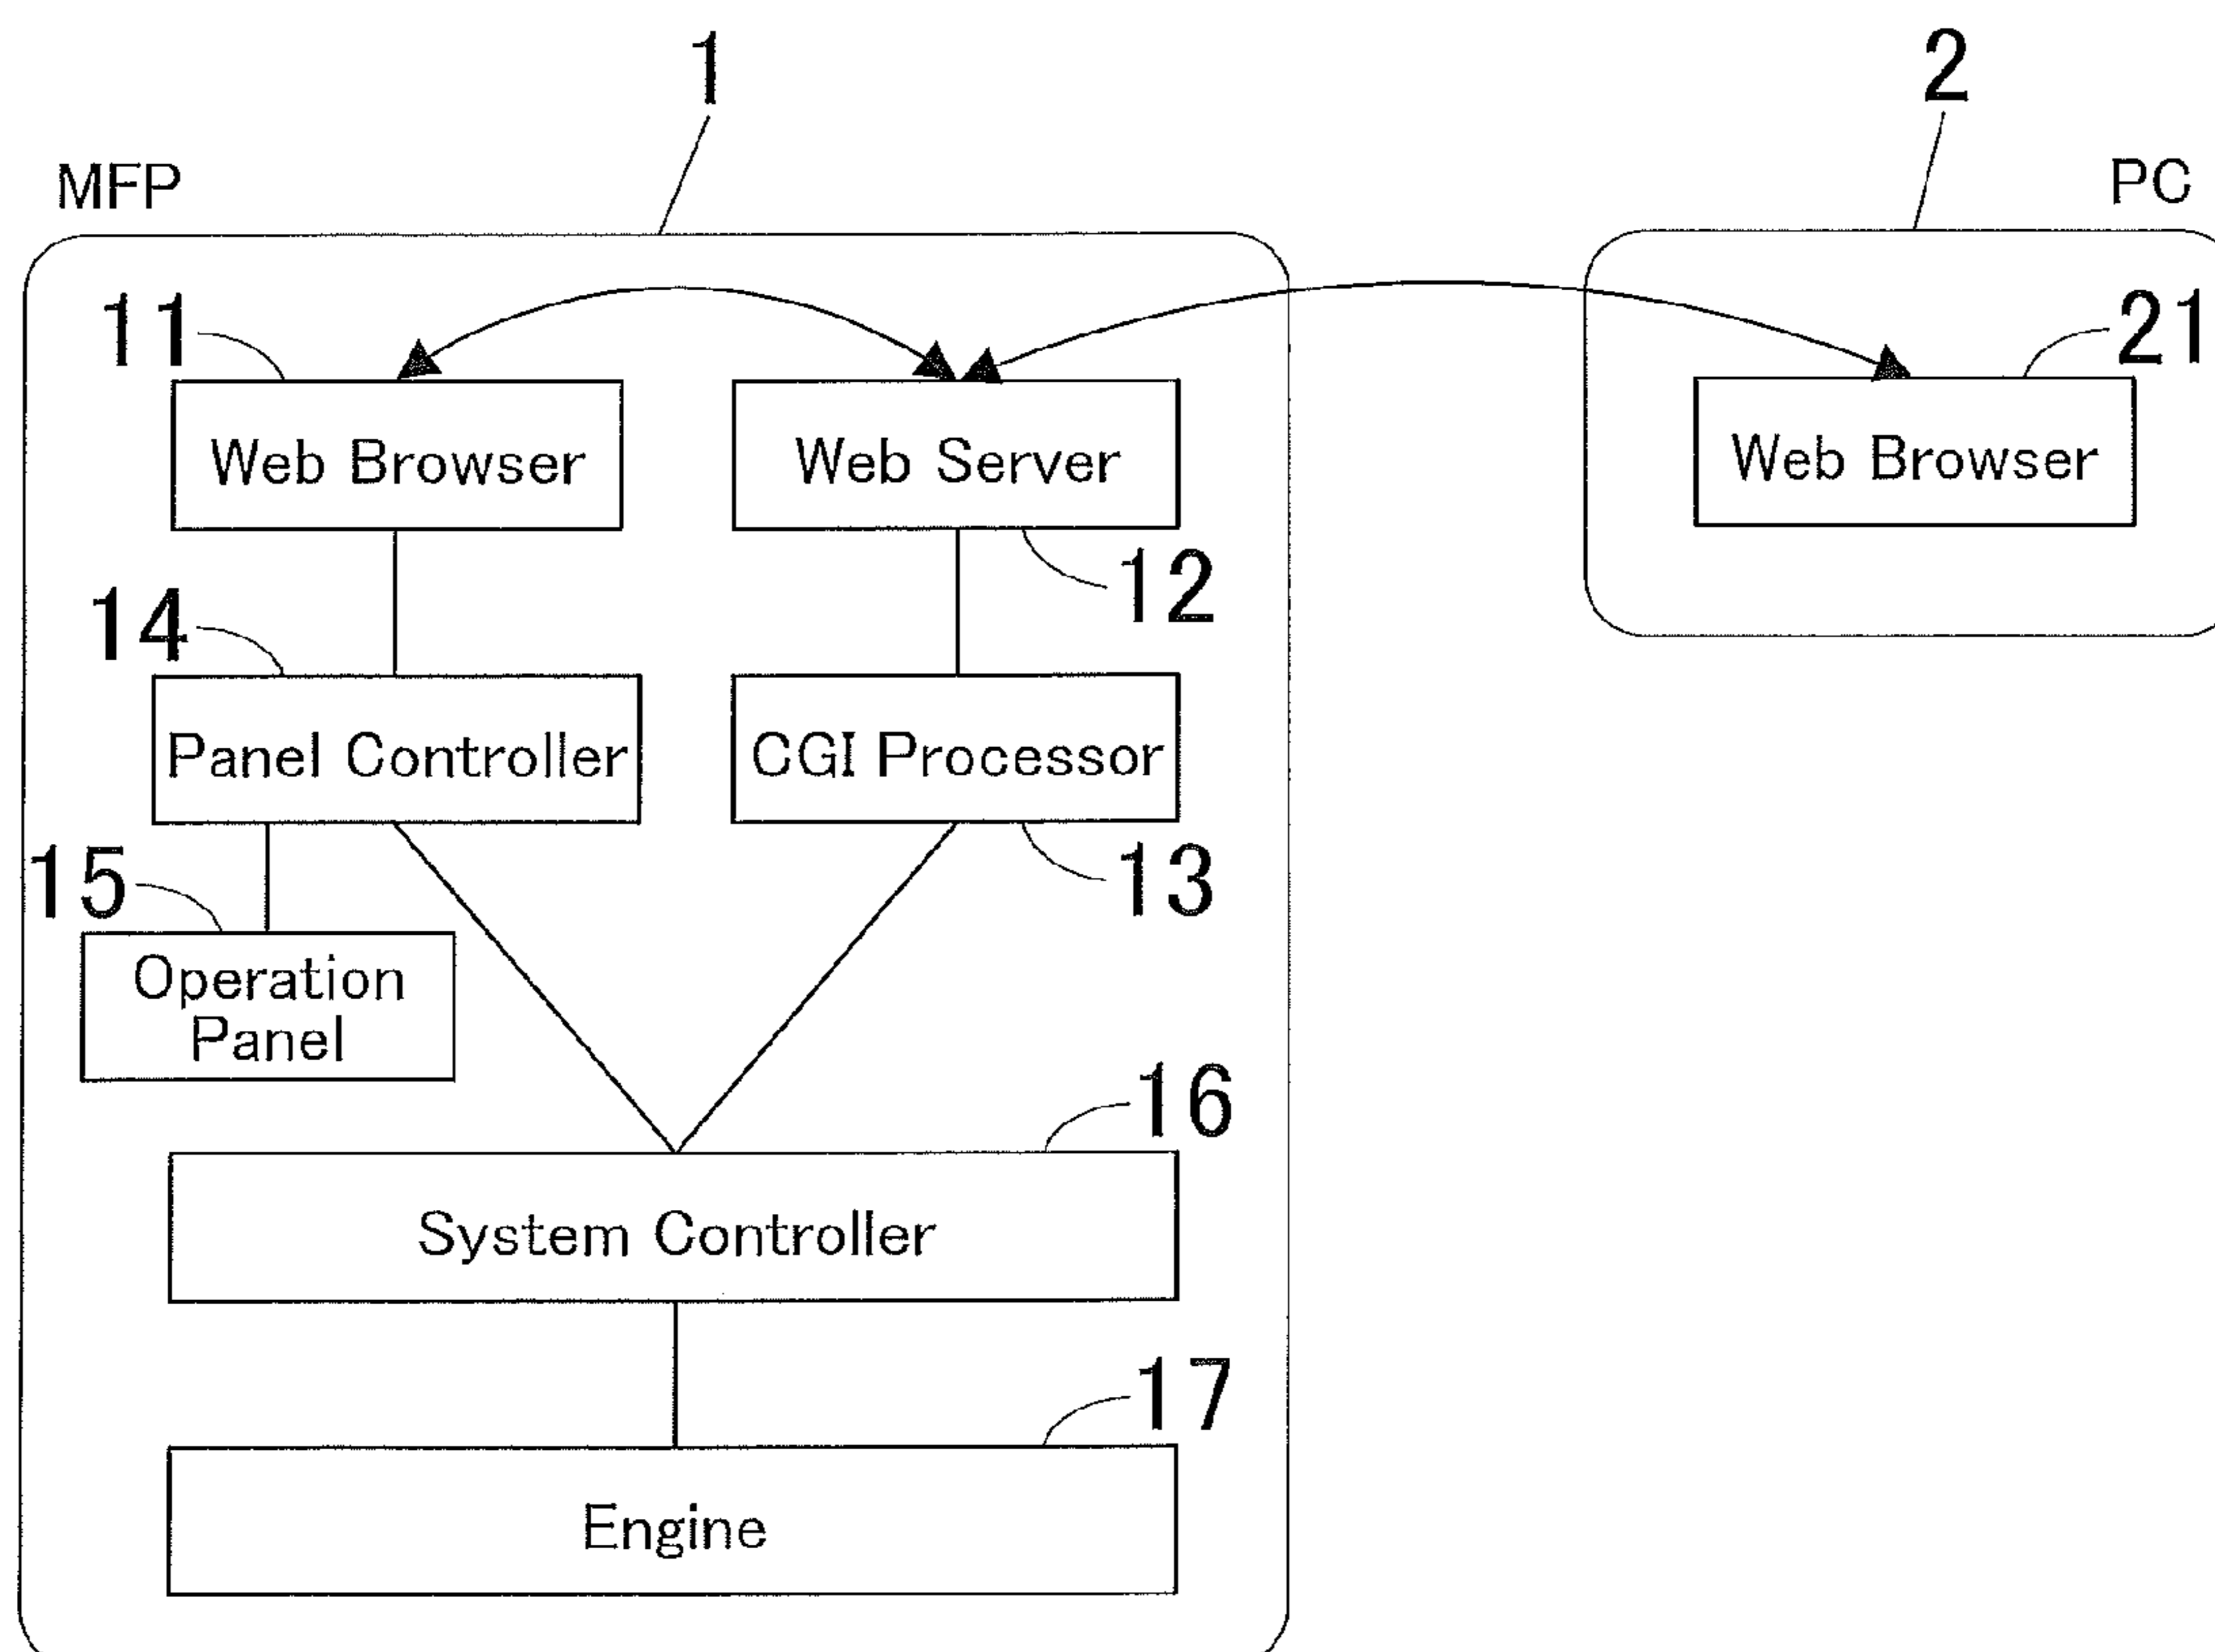 1
2
MFP
PC
11
21
Web Browser
Web Server
Web Browser
12
14
Panel Controller
CGI Processor
15
13
Operation
Panel
16
System Controller
17
Engine